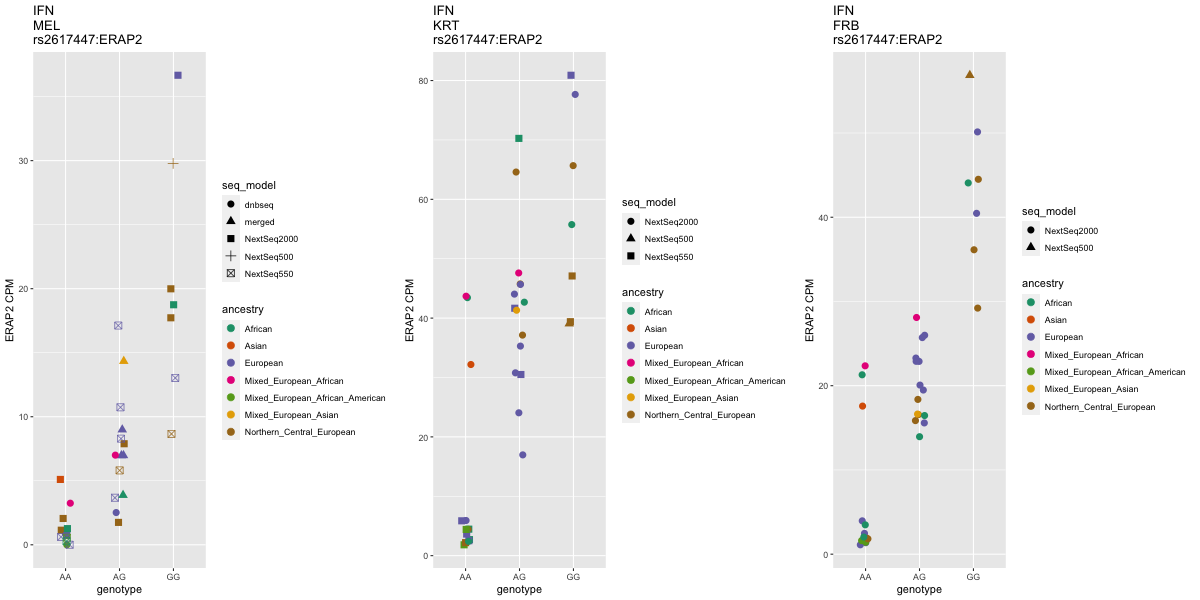 IFN
MEL
rs2617447:ERAP2
ERAP2 CPM
30
20
10
0
AA
AG
GG
genotype
seq_model
dnbseq
merged
NextSeq2000
NextSeq500
NextSeq550
ancestry
African
Asian
European
Mixed_European_African
Mixed_European_African_American
Mixed_European_Asian
Northern_Central_European
IFN
KRT
rs2617447:ERAP2
ERAP2 CPM
80
60
40
20
0
AA
AG
GG
genotype
seq_model
NextSeq2000
NextSeq500
NextSeq550
ancestry
African
Asian
European
Mixed_European_African
Mixed_European_African_American
Mixed_European_Asian
Northern_Central_European
IFN
FRB
rs2617447:ERAP2
ERAP2 CPM
40
20
0
AA
AG
GG
genotype
seq_model
NextSeq2000
NextSeq500
ancestry
African
Asian
European
Mixed_European_African
Mixed_European_African_American
Mixed_European_Asian
Northern_Central_European